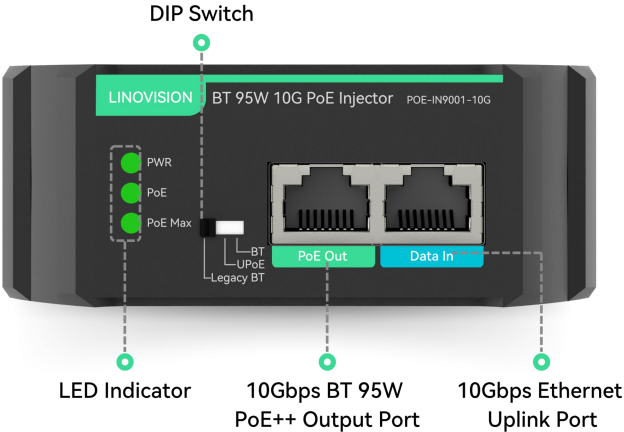 DIP Switch
LINOVISION BT 95W 10G PoE Injector POE-IN9001-10G
PWR
PoE
PoE Max
BT
UPoE
Legacy BT
PoE Out
Data In
LED Indicator
10Gbps BT 95W
PoE++ Output Port
10Gbps Ethernet
Uplink Port